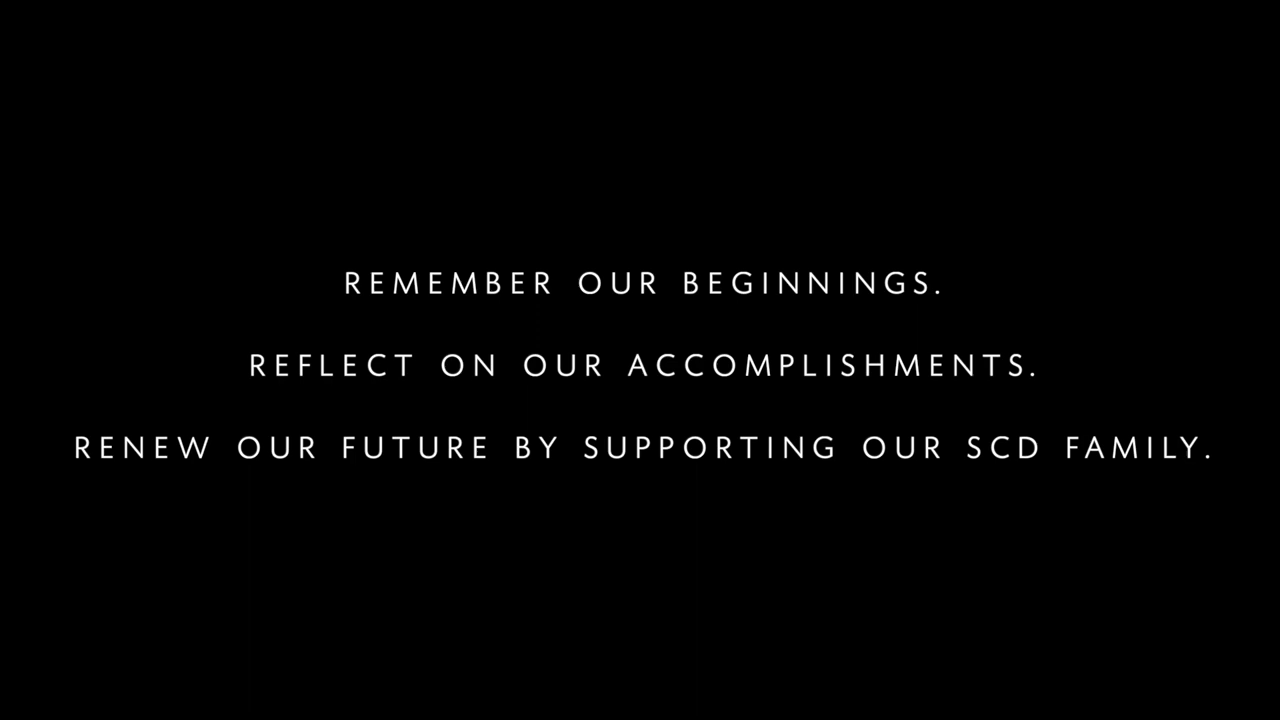 REMEMBER OUR BEGINNINGS.
REFLECT ON OUR ACCOMPLISHMENTS.
RENEW OUR FUTURE BY SUPPORTING OUR SCD FAMILY.